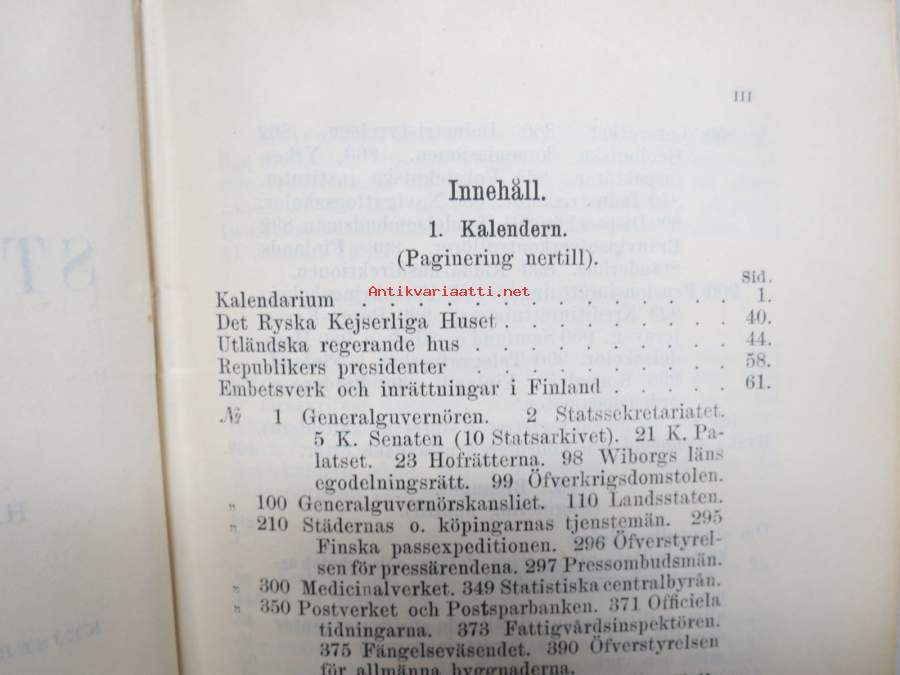 III
Innehåll.
1. Kalendern.
(Paginering nertill).
Sid.
Kalendarium . . . . . . . . . . . . . . 1.
Antikvariaatti.net
Det Ryska Kejserliga Huset . . . . . . . . . 40.
Utländska regerande hus . . . . . . . . . . 44.
Republikers presidenter . . . . . . . . . . 58.
Embetsverk och inrättningar i Finland . . . . . 61.
№ 1 Generalguvernören. 2 Statssekretariatet.
5 K. Senaten (10 Statsarkivet). 21 K. Pa-
latset. 23 Hofrätterna. 98 Wiborgs läns
egodelningsrätt. 99 Öfverkrigsdomstolen.
„ 100 Generalguvernörskansliet. 110 Landsstaten.
„ 210 Städernas o. köpingarnas tjenstemän. 295
Finska passexpeditionen. 296 Öfverstyrel-
sen för pressärendena. 297 Pressombudsmän.
„ 300 Medicinalverket. 349 Statistiska centralbyrån.
„ 350 Postverket och Postsparbanken. 371 Officiela
tidningarna. 373 Fattigvårdsinspektören.
375 Fängelseväsendet. 390 Öfverstyrelsen
för allmänna byggnaderna.